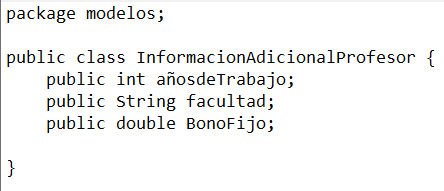 package modelos;
public class InformacionAdicionalProfesor {
public int añosdeTrabajo;
public String facultad;
public double BonoFijo;
}